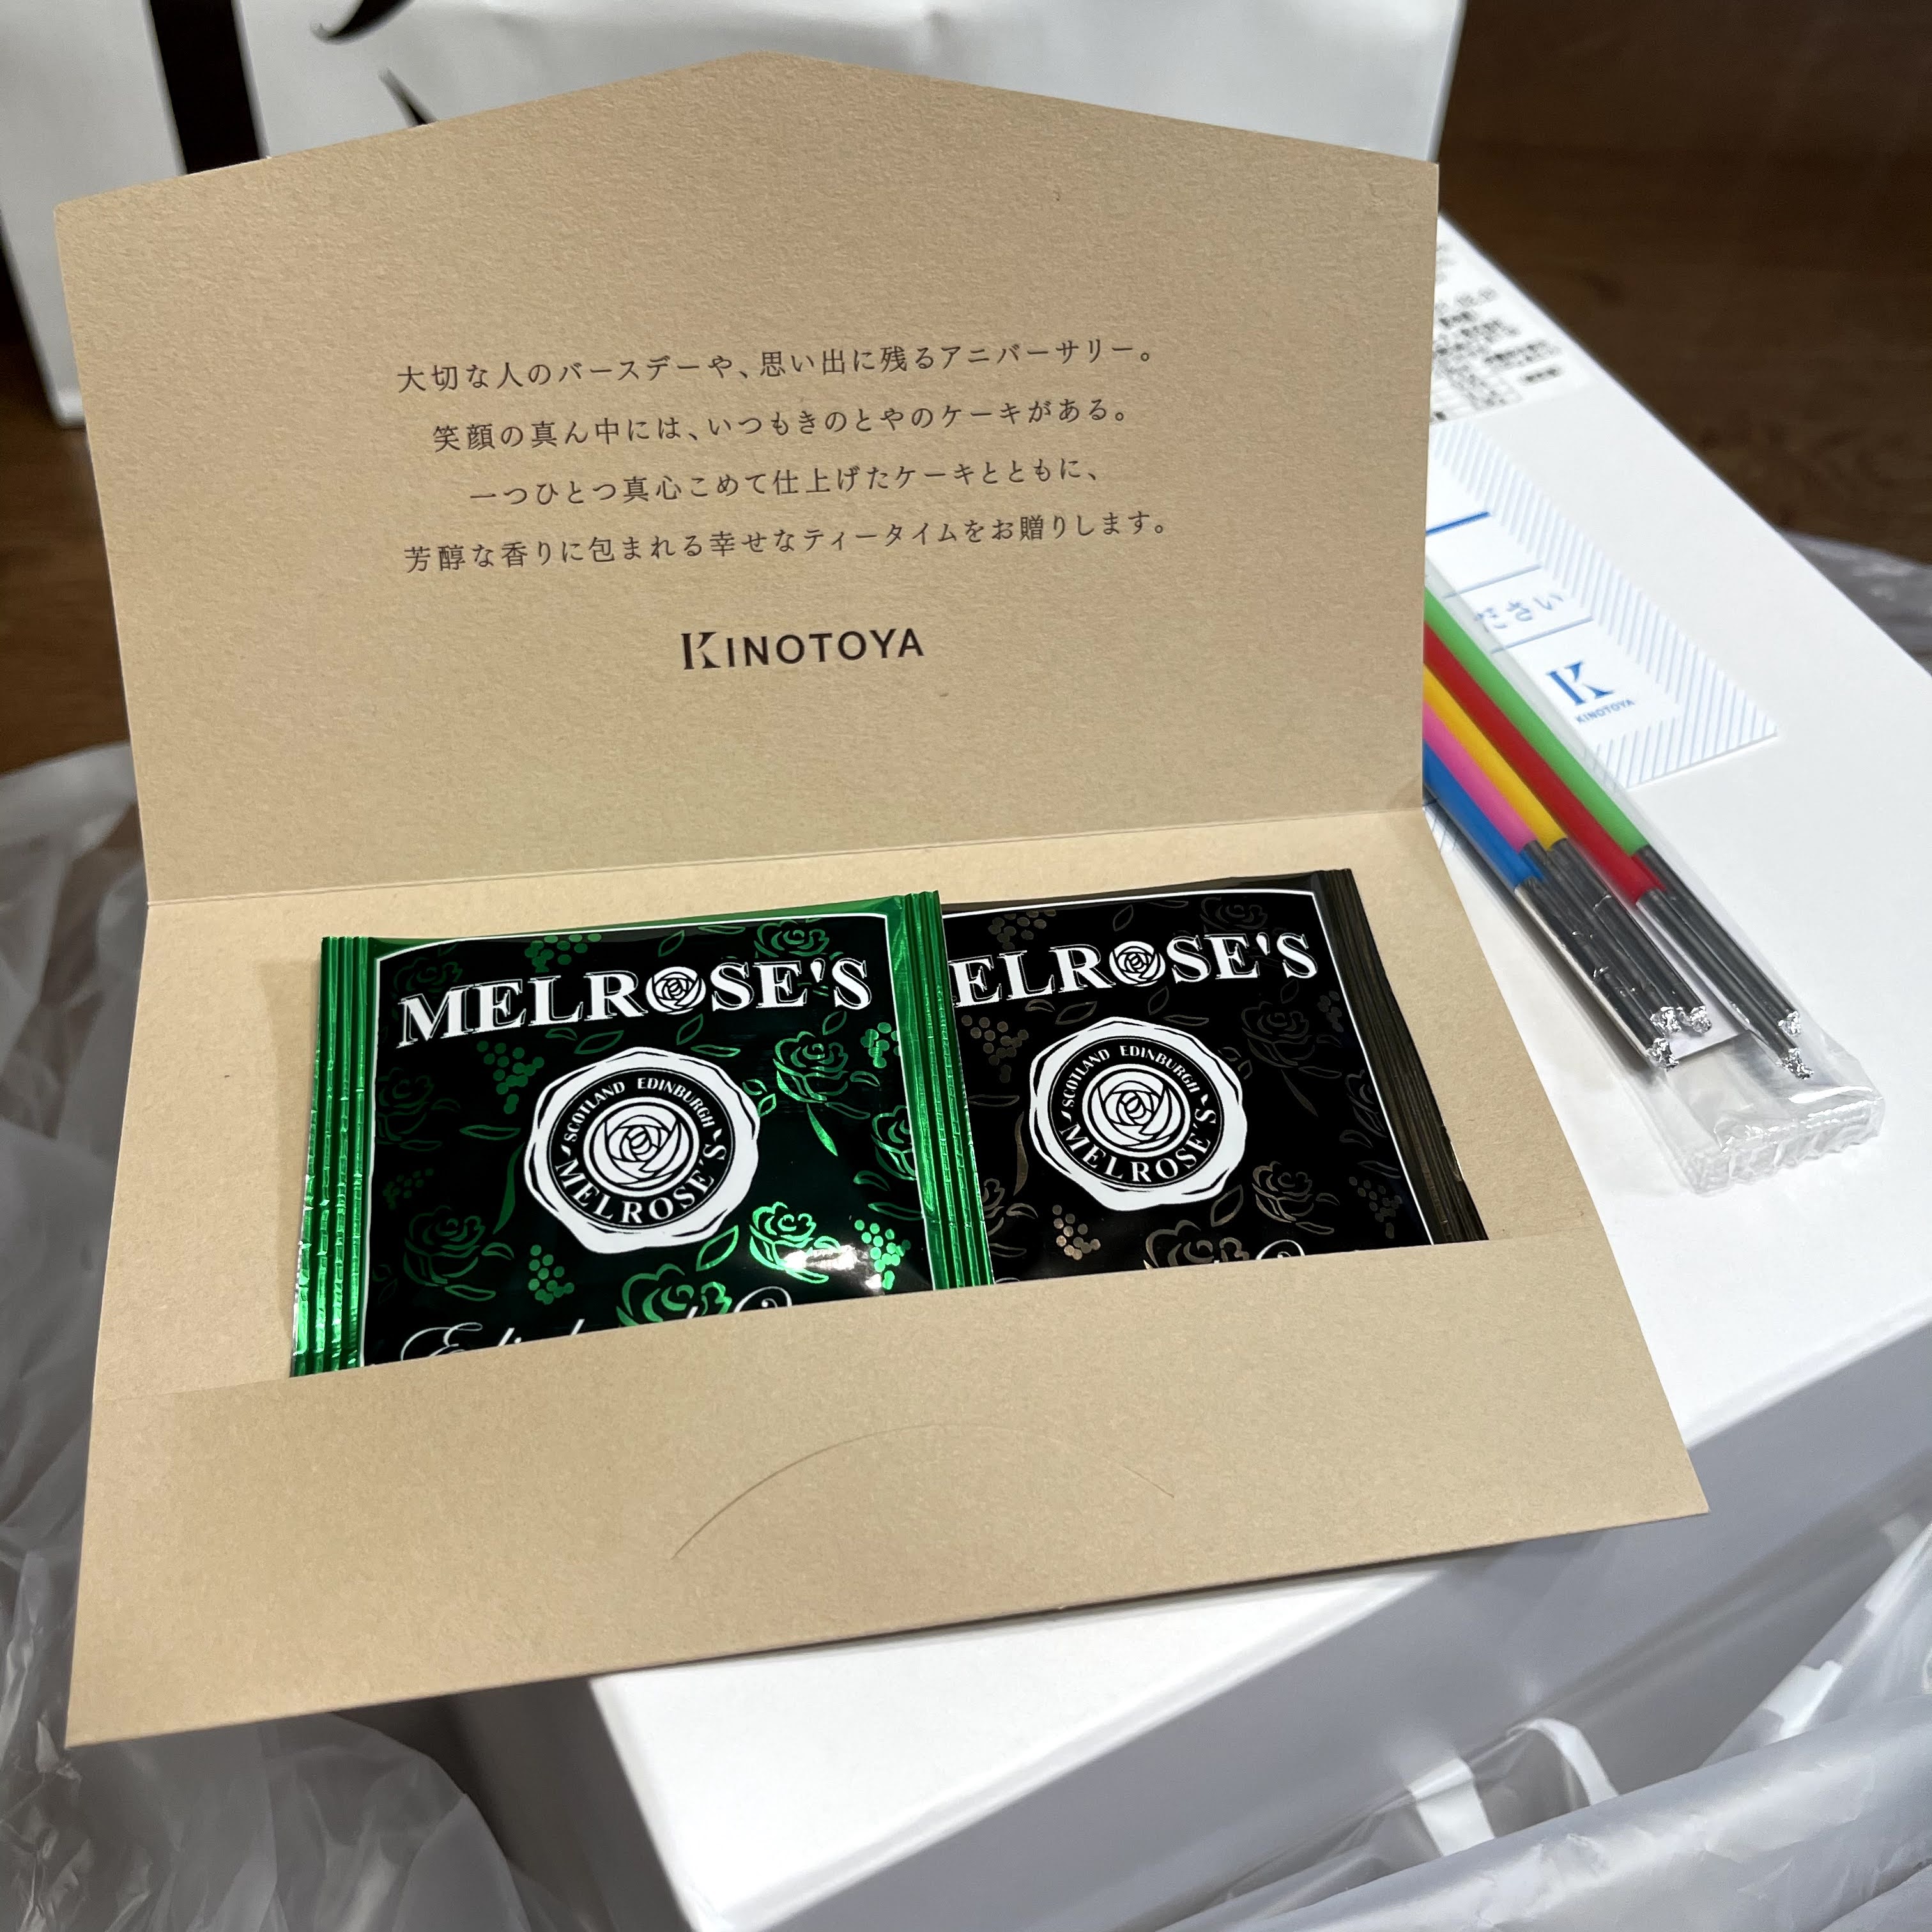 大切な人のバースデーや、思い出に残るアニバーサリー。
笑顔の真ん中には、いつもきのとやのケーキがある。
一つひとつ真心こめて仕上げたケーキとともに、
芳醇な香りに包まれる幸せなティータイムをお贈りします。
KINOTOYA
ださい
K
KINOTOYA
MELROSE'S
SCOTLAND EDINBURGH
MELROSE'S
ELROSE'S
SCOTLAND EDINBURGH
MELROSE'S